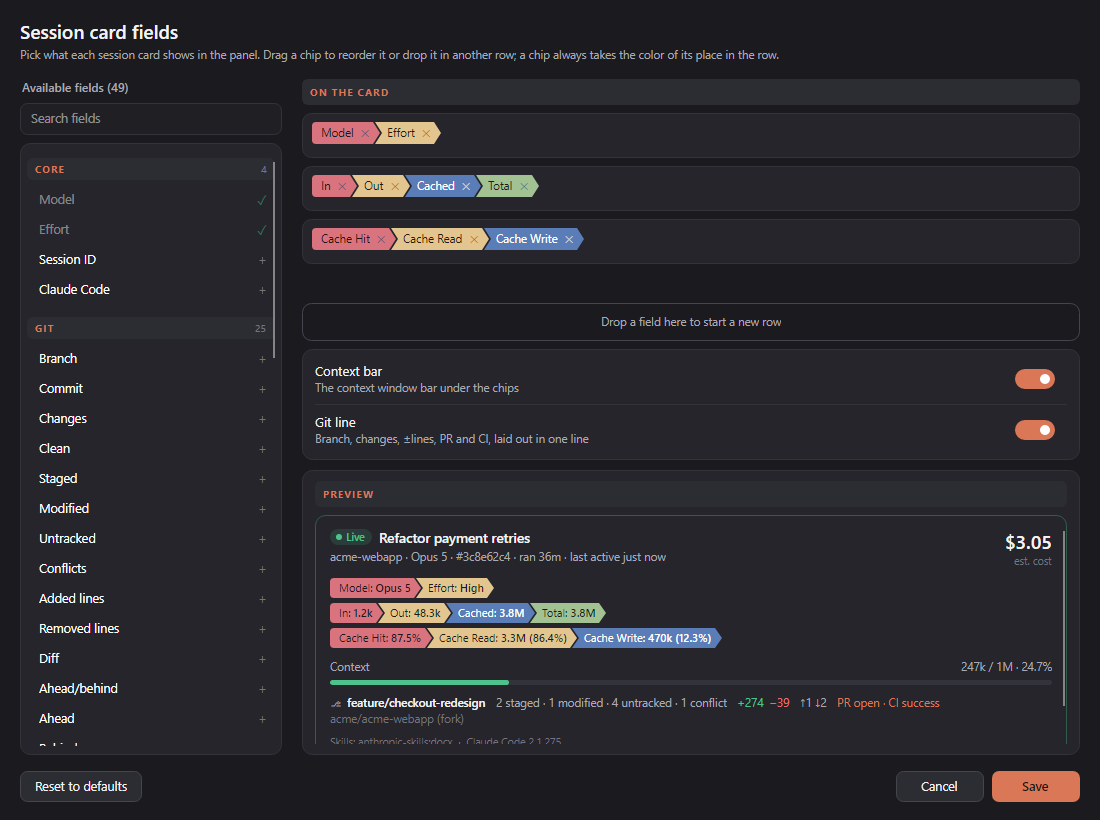 Session card fields
Pick what each session card shows in the panel. Drag a chip to reorder it or drop it in another row; a chip always takes the color of its place in the row.
Available fields (49)
Search fields
CORE 4
Model ✓
Effort ✓
Session ID +
Claude Code +
GIT 25
Branch +
Commit +
Changes +
Clean +
Staged +
Modified +
Untracked +
Conflicts +
Added lines +
Removed lines +
Diff +
Ahead/behind +
Ahead +
ON THE CARD
Model × Effort ×
In × Out × Cached × Total ×
Cache Hit × Cache Read × Cache Write ×
Drop a field here to start a new row
Context bar
The context window bar under the chips
Git line
Branch, changes, ±lines, PR and CI, laid out in one line
PREVIEW
Live Refactor payment retries $3.05
acme-webapp · Opus 5 · #3c8e62c4 · ran 36m · last active just now est. cost
Model: Opus 5 Effort: High
In: 1.2k Out: 48.3k Cached: 3.8M Total: 3.8M
Cache Hit: 87.5% Cache Read: 3.3M (86.4%) Cache Write: 470k (12.3%)
Context 247k / 1M · 24.7%
feature/checkout-redesign 2 staged · 1 modified · 4 untracked · 1 conflict +274 −39 ↑1 ↓2 PR open · CI success
acme/acme-webapp (fork)
Skills: anthropic-skills:docx · Claude Code 2.1.275
Reset to defaults
Cancel
Save